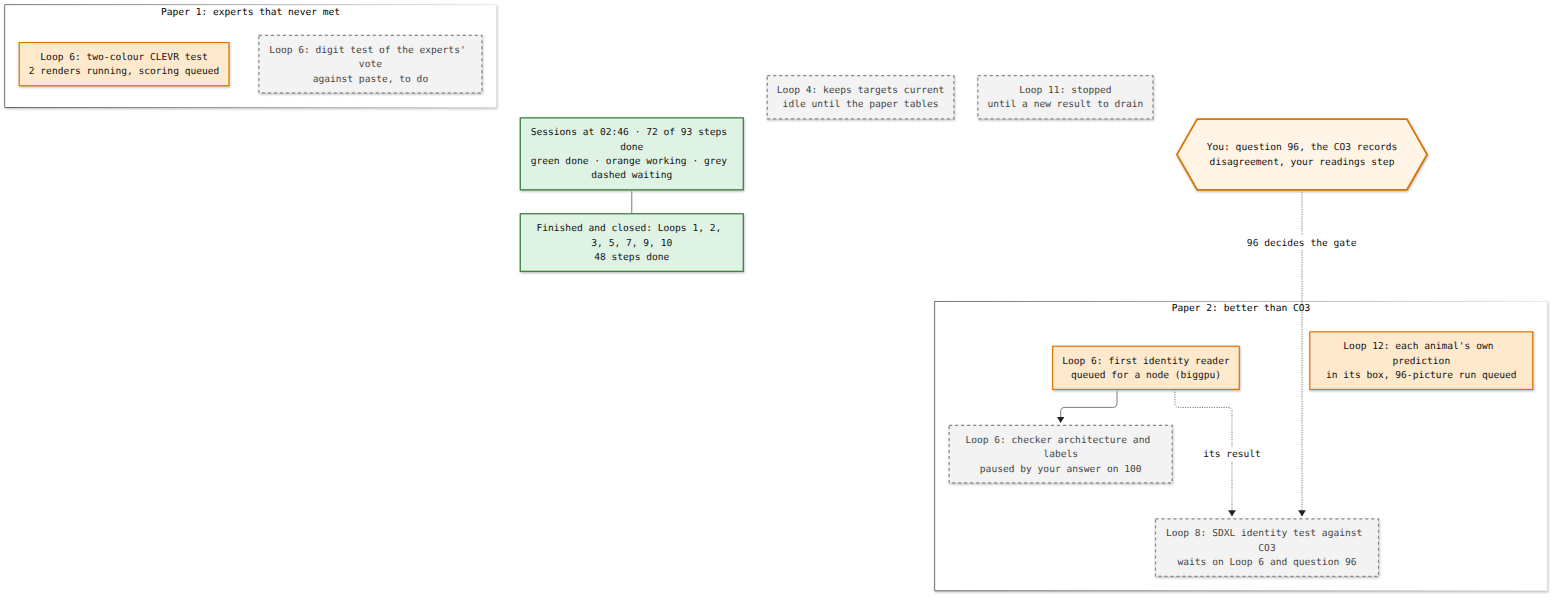 Paper 1: experts that never met
Loop 6: two-colour CLEVR test
2 renders running, scoring queued
Loop 6: digit test of the experts'
vote
against paste, to do
Loop 4: keeps targets current
idle until the paper tables
Loop 11: stopped
until a new result to drain
Sessions at 02:46 · 72 of 93 steps
done
green done · orange working · grey
dashed waiting
You: question 96, the CO3 records
disagreement, your readings step
Finished and closed: Loops 1, 2,
3, 5, 7, 9, 10
48 steps done
96 decides the gate
Paper 2: better than CO3
Loop 6: first identity reader
queued for a node (biggpu)
Loop 12: each animal's own
prediction
in its box, 96-picture run queued
Loop 6: checker architecture and
labels
paused by your answer on 100
its result
Loop 8: SDXL identity test against
CO3
waits on Loop 6 and question 96